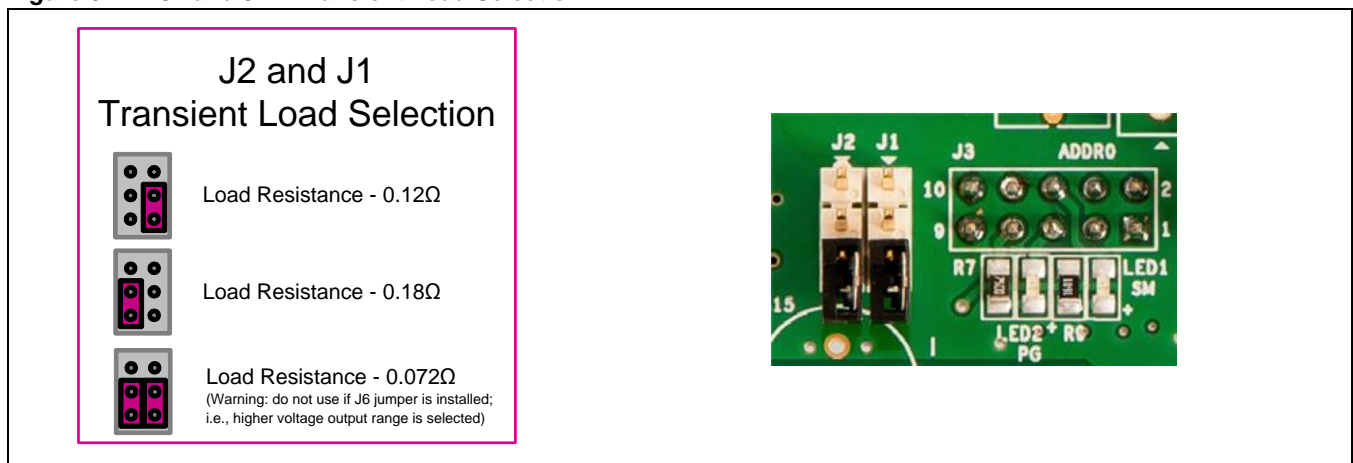 J2 and J1
Transient Load Selection
Load Resistance - 0.12Ω
Load Resistance - 0.18Ω
Load Resistance - 0.072Ω
(Warning: do not use if J6 jumper is installed;
i.e., higher voltage output range is selected)
J2 J1
J3 ADDR0
10 2
9 1
R7 LED1
SM
15
+
LED2 + R9
PG